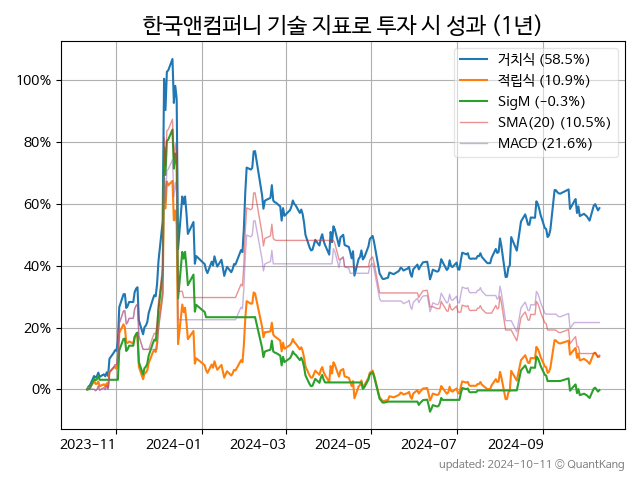 한국앤컴퍼니 기술 지표로 투자 시 성과 (1년)
거치식 (58.5%)
적립식 (10.9%)
SigM (−0.3%)
SMA(20) (10.5%)
MACD (21.6%)
100%
80%
60%
40%
20%
0%
2023-11
2024-01
2024-03
2024-05
2024-07
2024-09
updated: 2024-10-11 © QuantKang